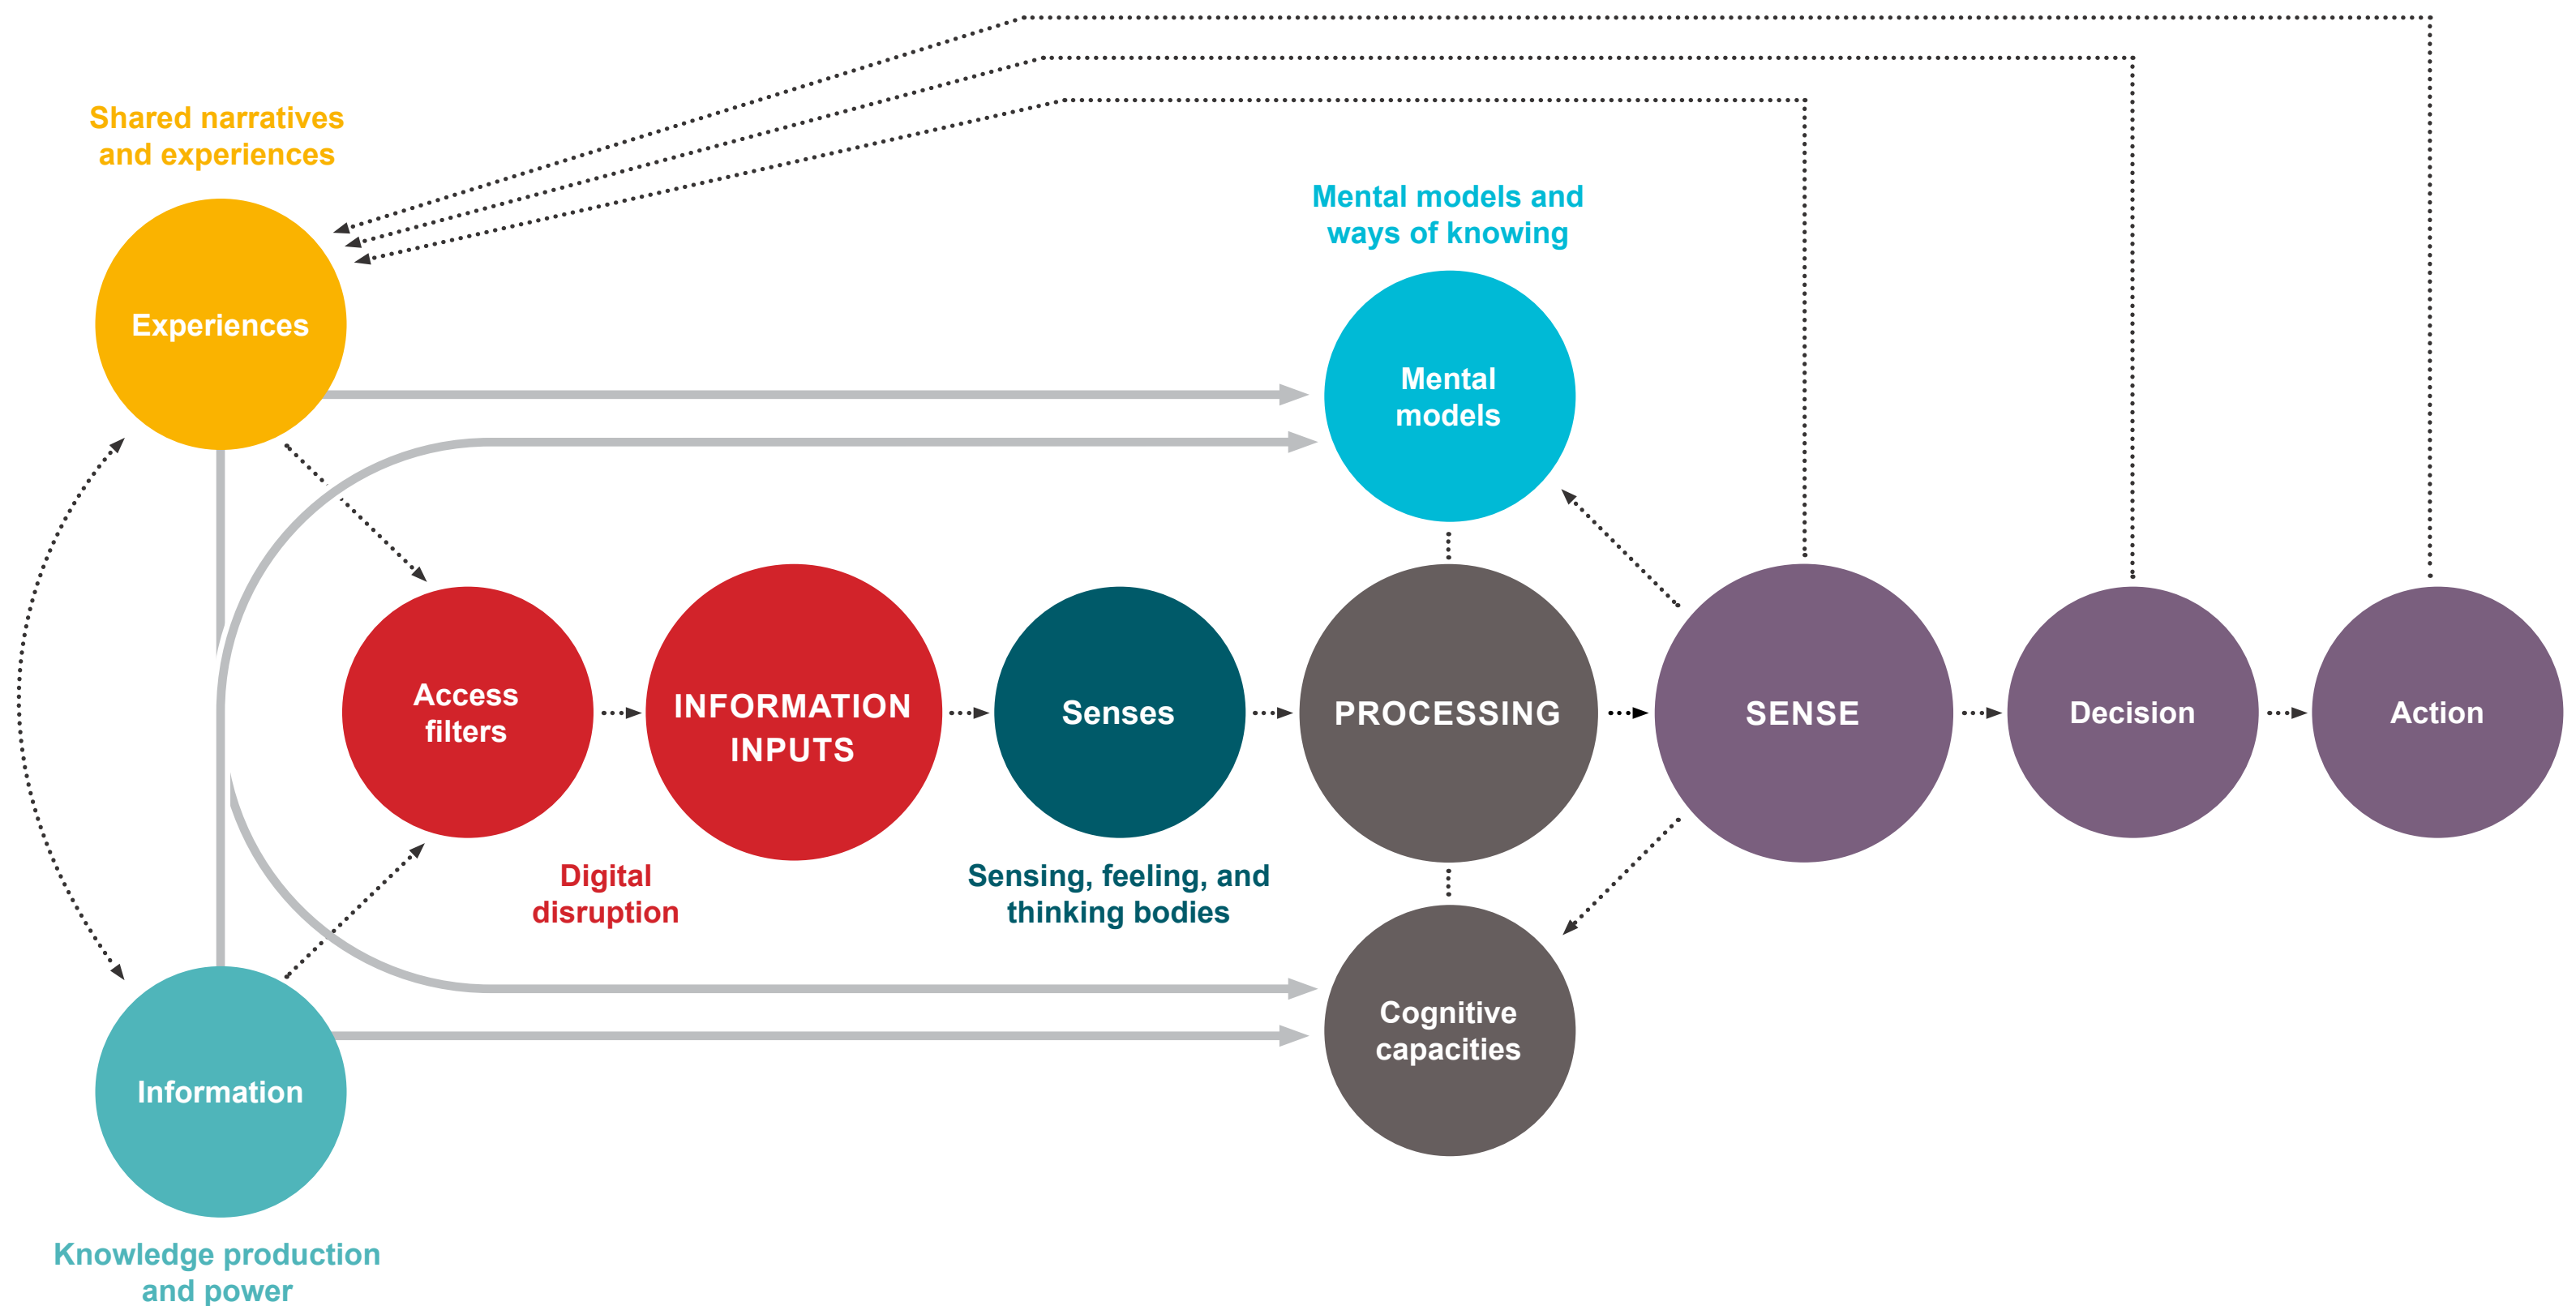 Shared narratives
and experiences
Experiences
Mental models and
ways of knowing
Mental
models
Access
filters
INFORMATION
INPUTS
Senses
PROCESSING
SENSE
Decision
Action
Digital
disruption
Sensing, feeling, and
thinking bodies
Cognitive
capacities
Information
Knowledge production
and power